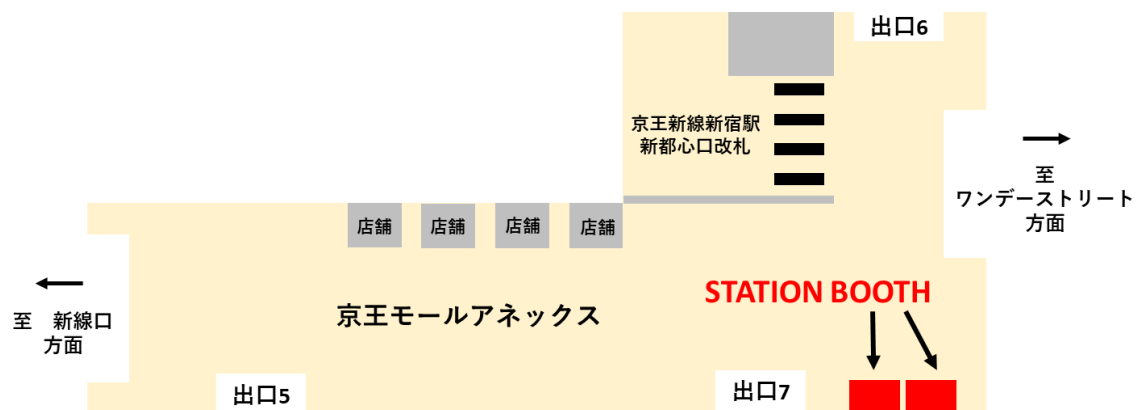 出口6
京王新線新宿駅
新都心口改札
至
ワンデーストリート
方面
店舗
店舗
店舗
店舗
STATION BOOTH
京王モールアネックス
至　新線口
方面
出口5
出口7